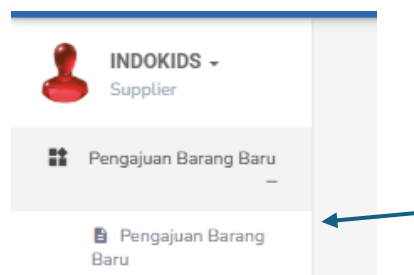 INDOKIDS -
Supplier
Pengajuan Barang Baru
Pengajuan Barang
Baru